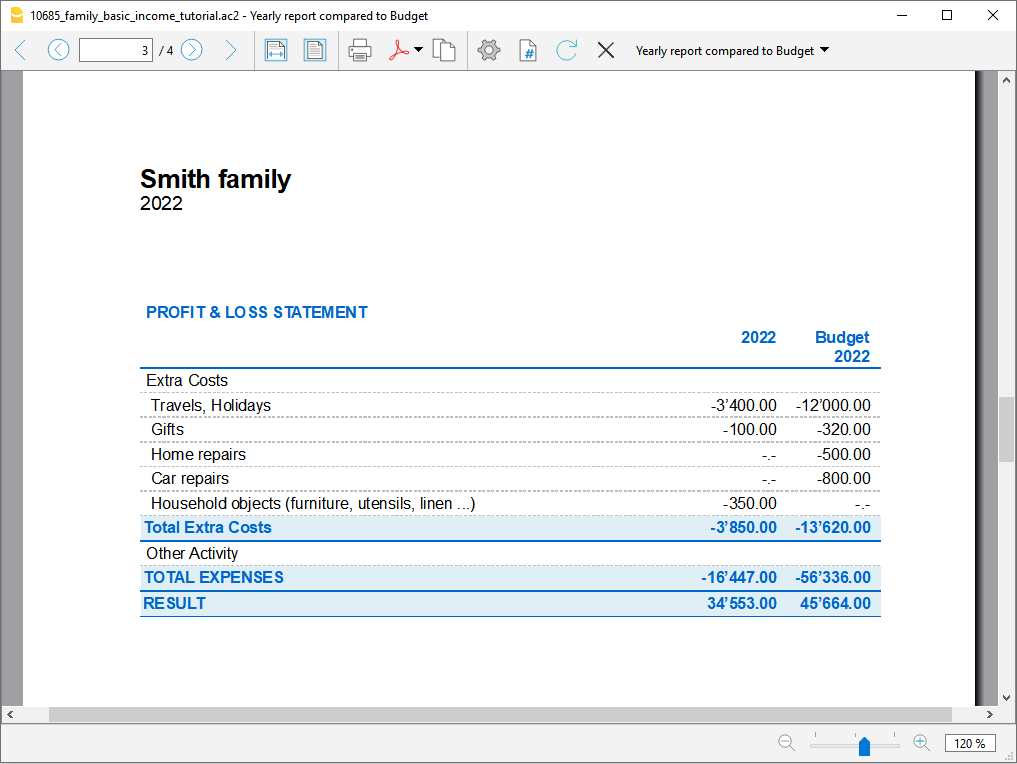 10685_family_basic_income_tutorial.ac2 - Yearly report compared to Budget
3 / 4 # Yearly report compared to Budget
Smith family
2022
PROFIT & LOSS STATEMENT
2022 Budget
2022
Extra Costs
Travels, Holidays -3’400.00 -12’000.00
Gifts -100.00 -320.00
Home repairs -.- -500.00
Car repairs -.- -800.00
Household objects (furniture, utensils, linen ...) -350.00 -.-
Total Extra Costs -3’850.00 -13’620.00
Other Activity
TOTAL EXPENSES -16’447.00 -56’336.00
RESULT 34’553.00 45’664.00
120 %